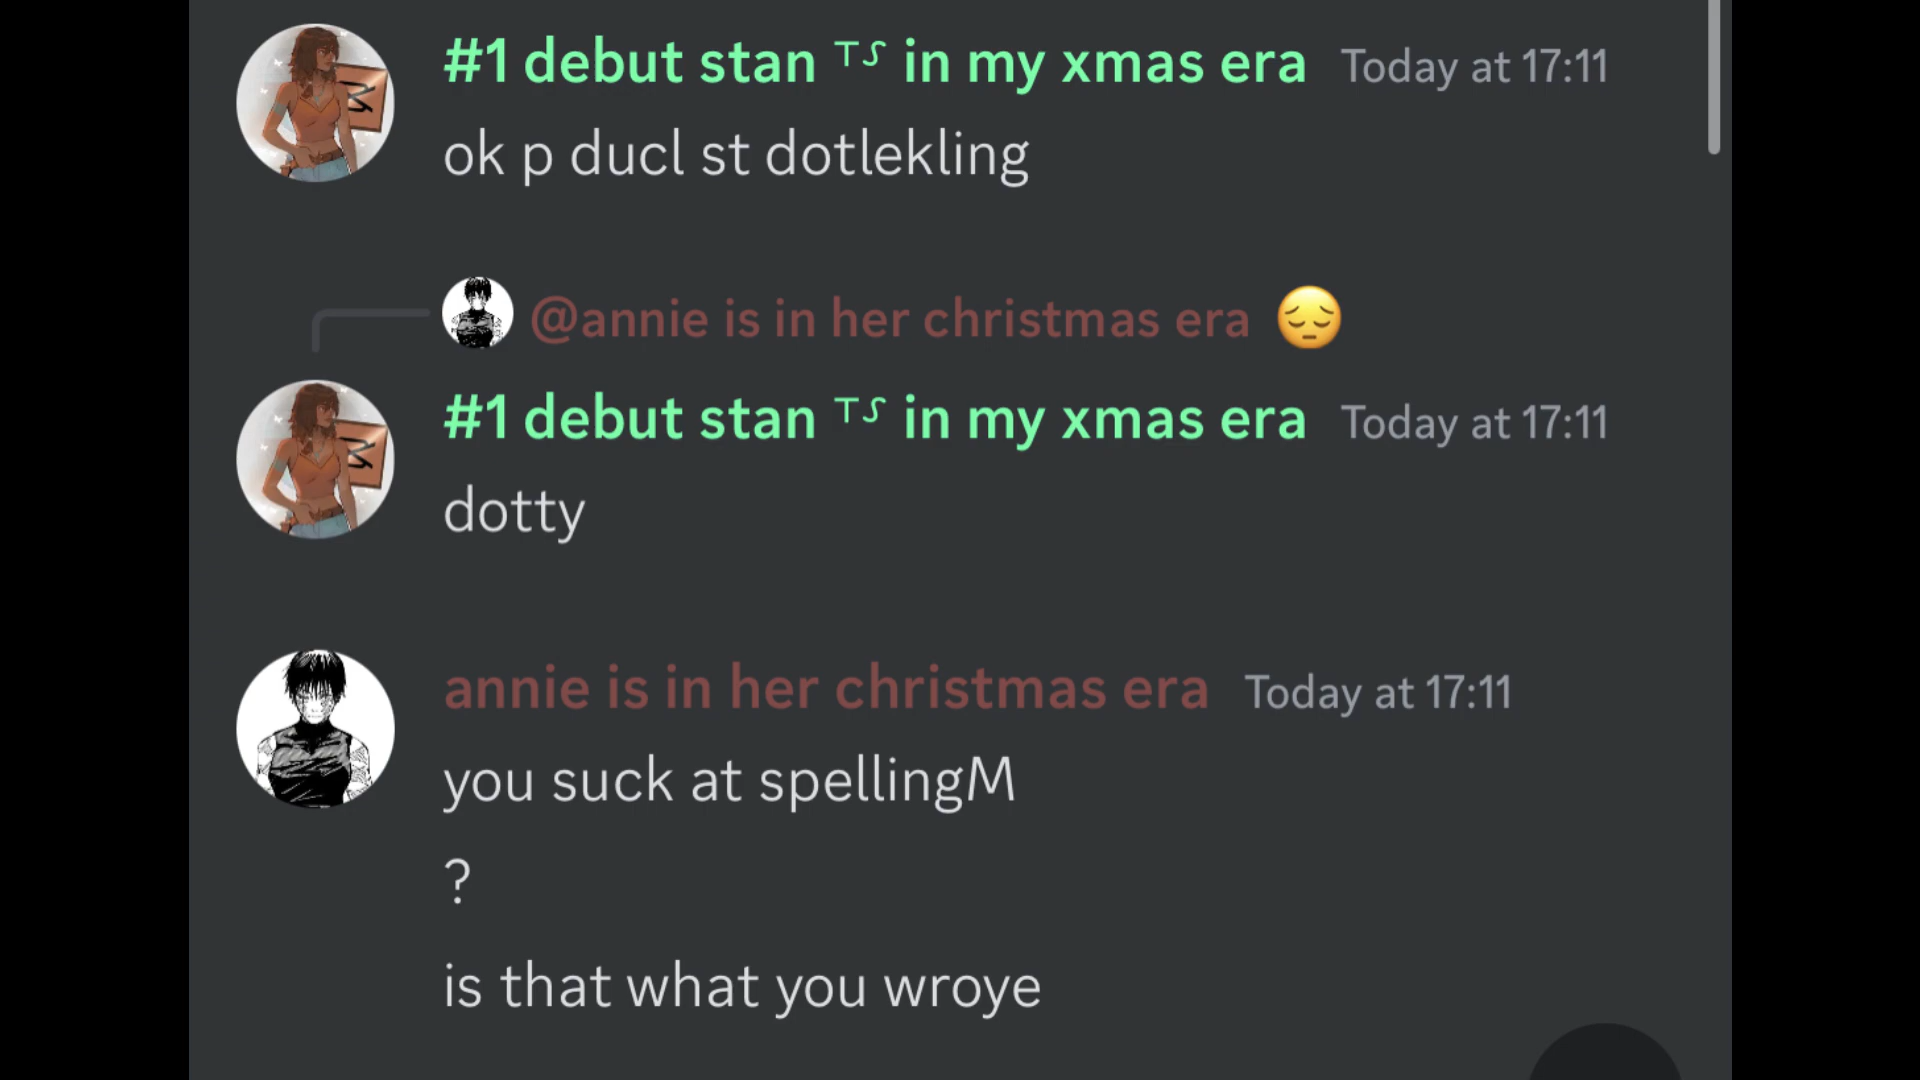 #1 debut stan ᵀᔆ in my xmas era Today at 17:11
ok p ducl st dotlekling
@annie is in her christmas era 😔
#1 debut stan ᵀᔆ in my xmas era Today at 17:11
dotty
annie is in her christmas era Today at 17:11
you suck at spellingM
?
is that what you wroye